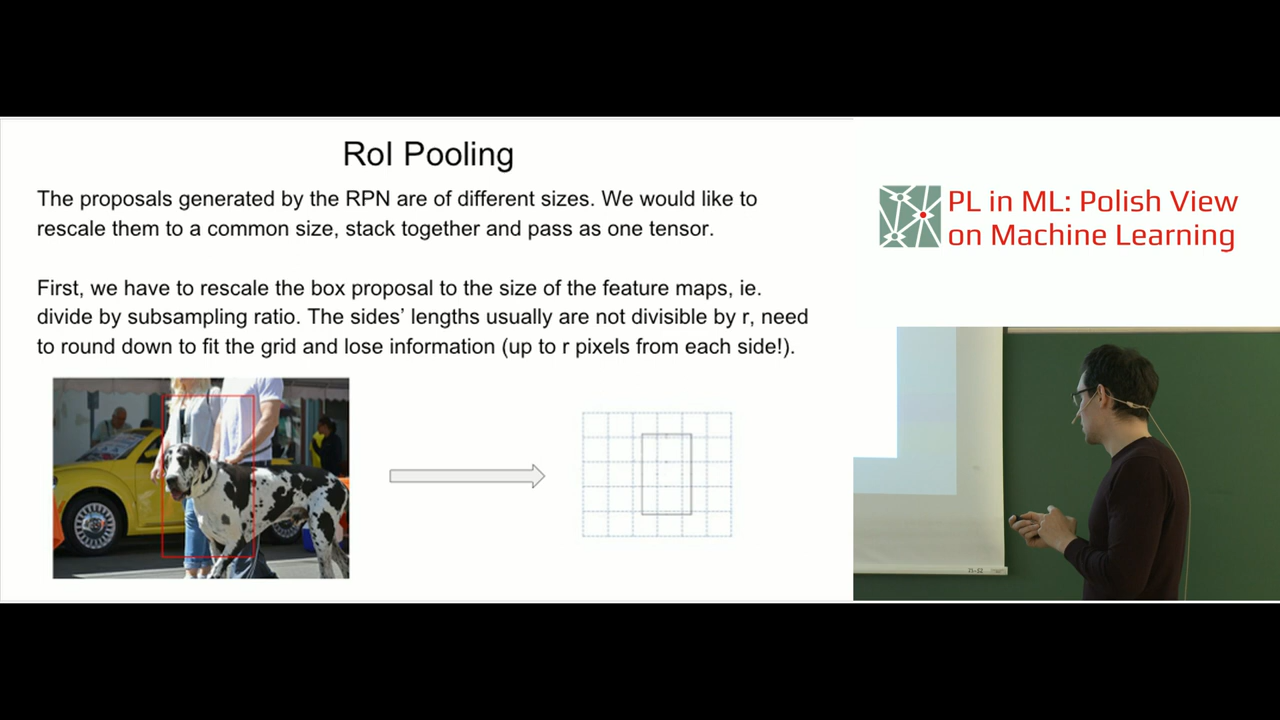 RoI Pooling
The proposals generated by the RPN are of different sizes. We would like to
rescale them to a common size, stack together and pass as one tensor.
First, we have to rescale the box proposal to the size of the feature maps, ie.
divide by subsampling ratio. The sides’ lengths usually are not divisible by r, need
to round down to fit the grid and lose information (up to r pixels from each side!).
PL in ML: Polish View
on Machine Learning